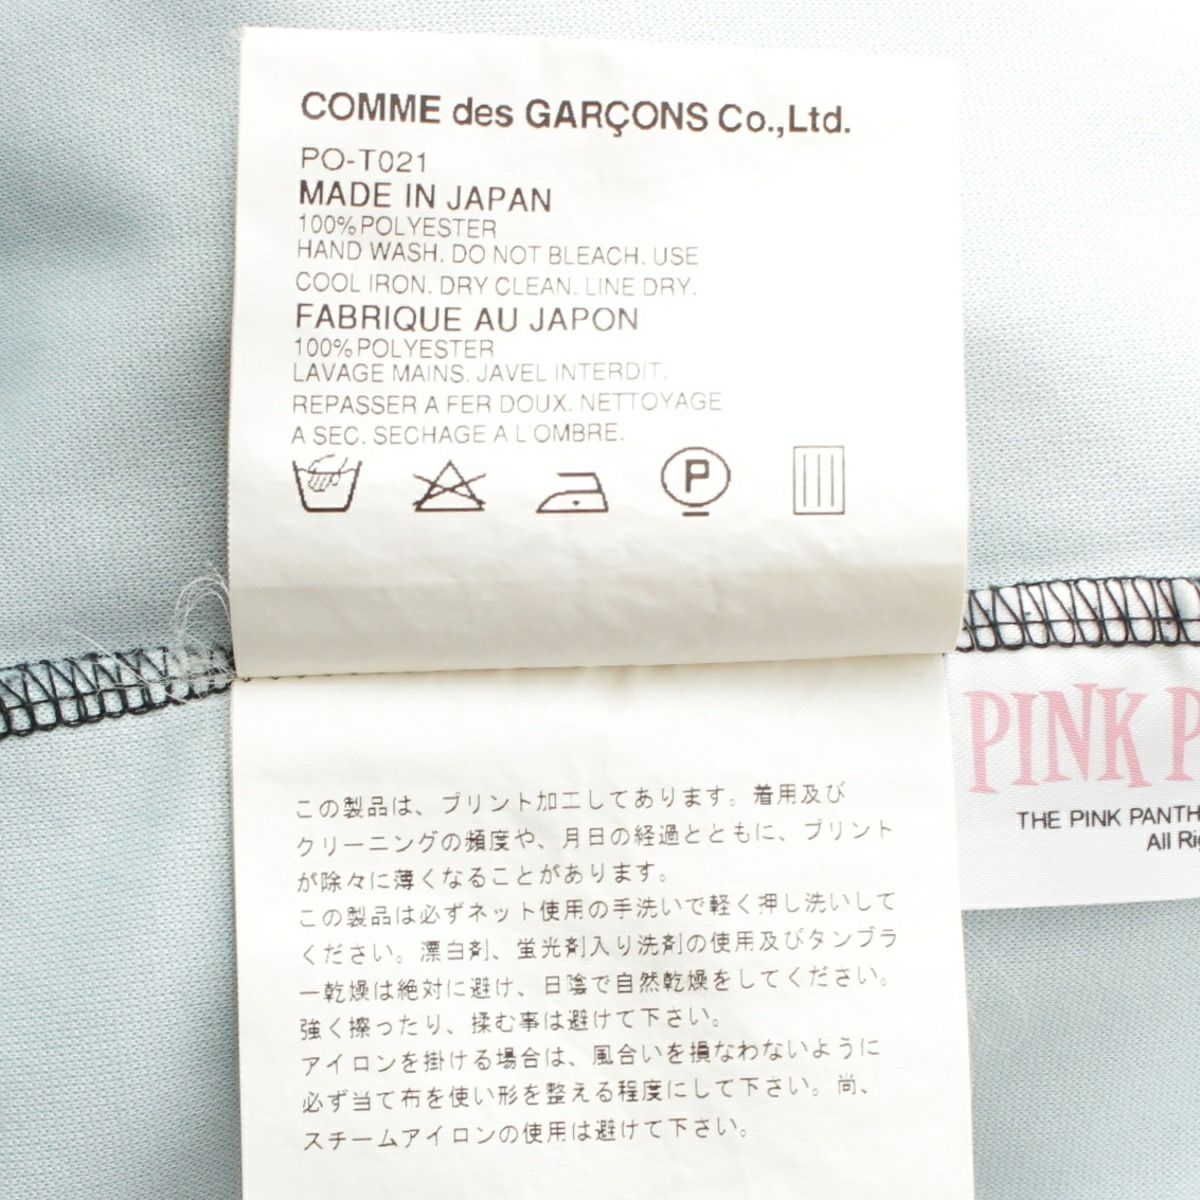 COMME des GARÇONS Co.,Ltd.
PO-T021
MADE IN JAPAN
100%POLYESTER
HAND WASH. DO NOT BLEACH. USE
COOL IRON. DRY CLEAN. LINE DRY.
FABRIQUE AU JAPON
100%POLYESTER
LAVAGE MAINS. JAVEL INTERDIT.
REPASSER A FER DOUX. NETTOYAGE
A SEC. SECHAGE A L'OMBRE.
P
この製品は、プリント加工してあります。着用及び
クリーニングの頻度や、月日の経過とともに、プリント
が除々に薄くなることがあります。
この製品は必ずネット使用の手洗いで軽く押し洗いして
ください。漂白剤、蛍光剤入り洗剤の使用及びタンブラ
ー乾燥は絶対に避け、日陰で自然乾燥をしてください。
強く擦ったり、揉む事は避けて下さい。
アイロンを掛ける場合は、風合いを損なわないように
必ず当て布を使い形を整える程度にして下さい。尚、
スチームアイロンの使用は避けて下さい。
PINK P
THE PINK PANTH
All Rig